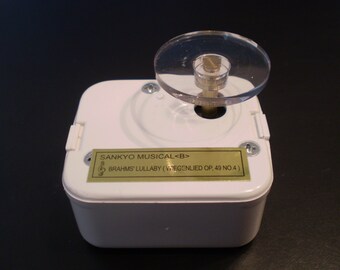 SANKYO MUSICAL<B>
BRAHMS' LULLABY ( WIEGENLIED OP, 49 NO.4 )